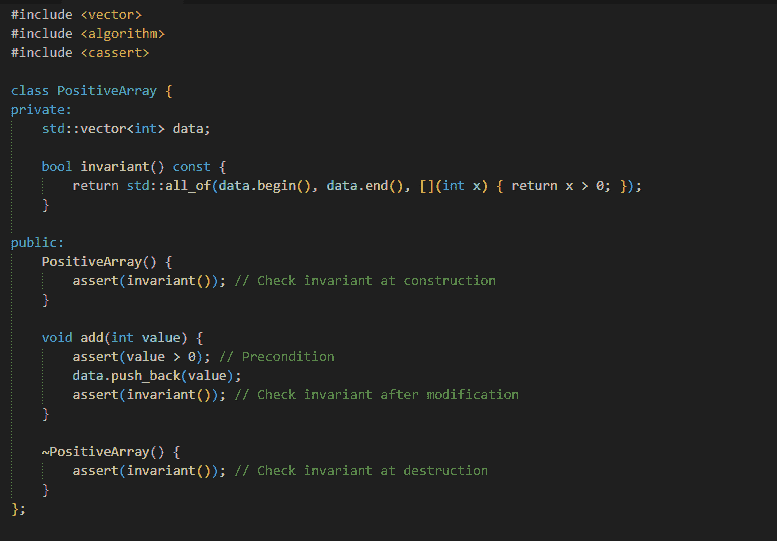 #include <vector>
#include <algorithm>
#include <cassert>

class PositiveArray {
private:
    std::vector<int> data;

    bool invariant() const {
        return std::all_of(data.begin(), data.end(), [](int x) { return x > 0; });
    }

public:
    PositiveArray() {
        assert(invariant()); // Check invariant at construction
    }

    void add(int value) {
        assert(value > 0); // Precondition
        data.push_back(value);
        assert(invariant()); // Check invariant after modification
    }

    ~PositiveArray() {
        assert(invariant()); // Check invariant at destruction
    }
};